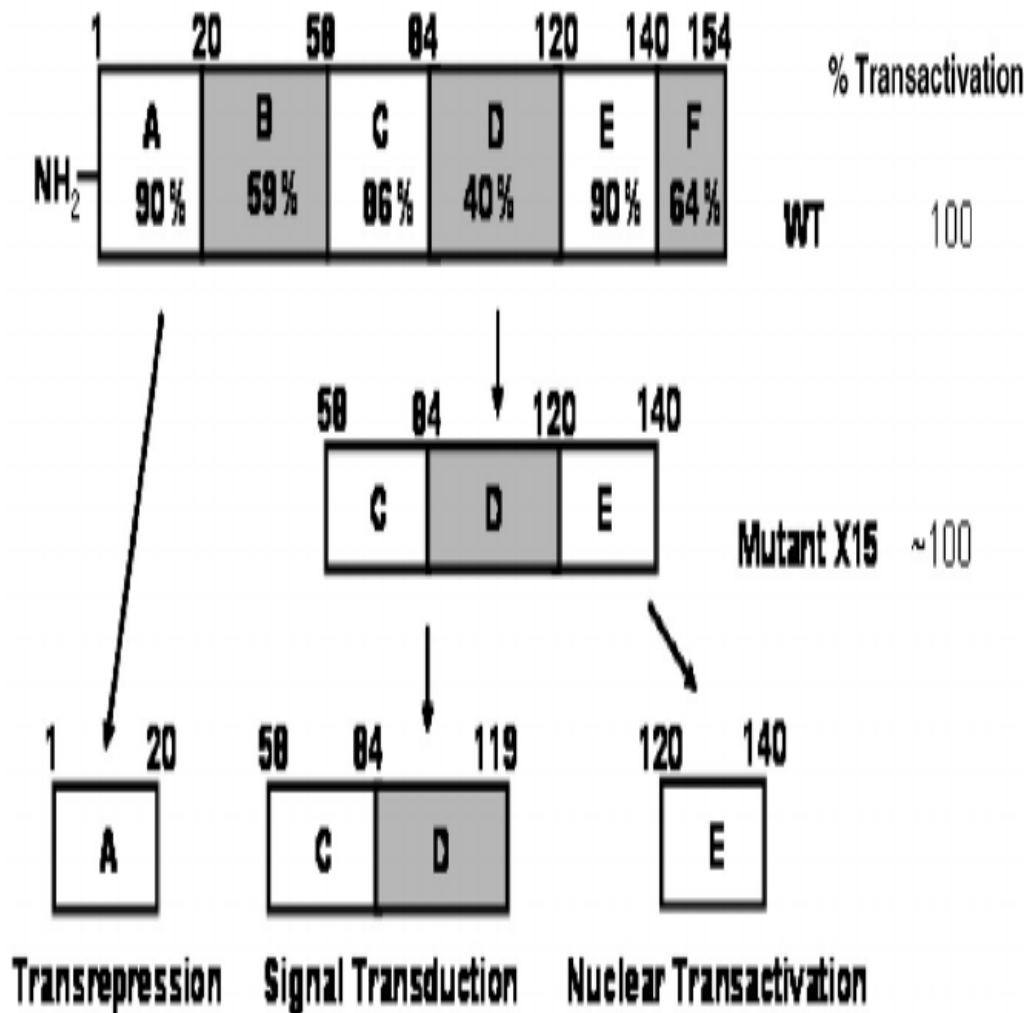 1 20 58 84 120 140 154
% Transactivation
A B C D E F
NH2
90% 59% 86% 40% 90% 64%
WT 100
58 84 120 140
C D E
Mutant X15 ~100
1 20 58 84 119 120 140
A C D E
Transrepression Signal Transduction Nuclear Transactivation